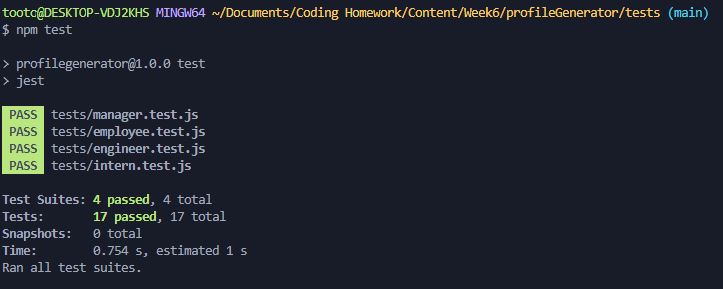 tootq@DESKTOP-VDJ2KHS MINGW64 ~/Documents/Coding Homework/Content/Week6/profileGenerator/tests (main)
$ npm test
> profilegenerator@1.0.0 test
> jest
PASS tests/manager.test.js
PASS tests/employee.test.js
PASS tests/engineer.test.js
PASS tests/intern.test.js
Test Suites: 4 passed, 4 total
Tests: 17 passed, 17 total
Snapshots: 0 total
Time: 0.754 s, estimated 1 s
Ran all test suites.